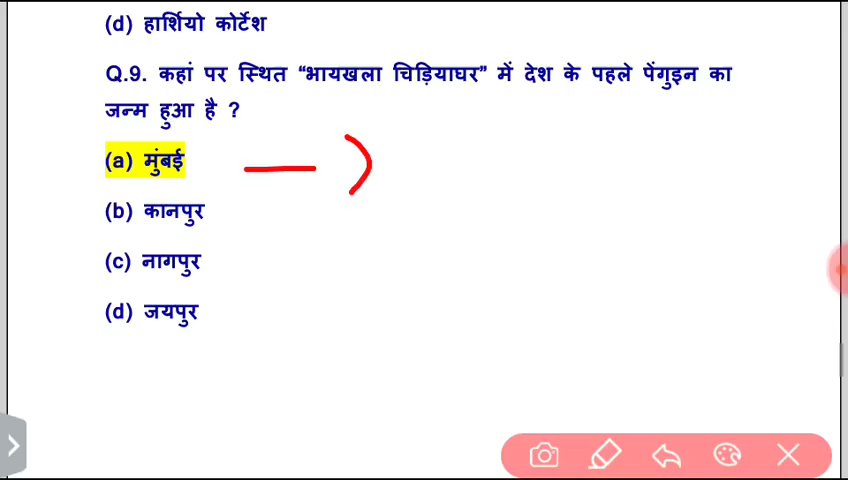 (d) हार्शियो कोर्टेश
Q.9. कहां पर स्थित “भायखला चिड़ियाघर” में देश के पहले पेंगुइन का
जन्म हुआ है ?
(a) मुंबई
(b) कानपुर
(c) नागपुर
(d) जयपुर